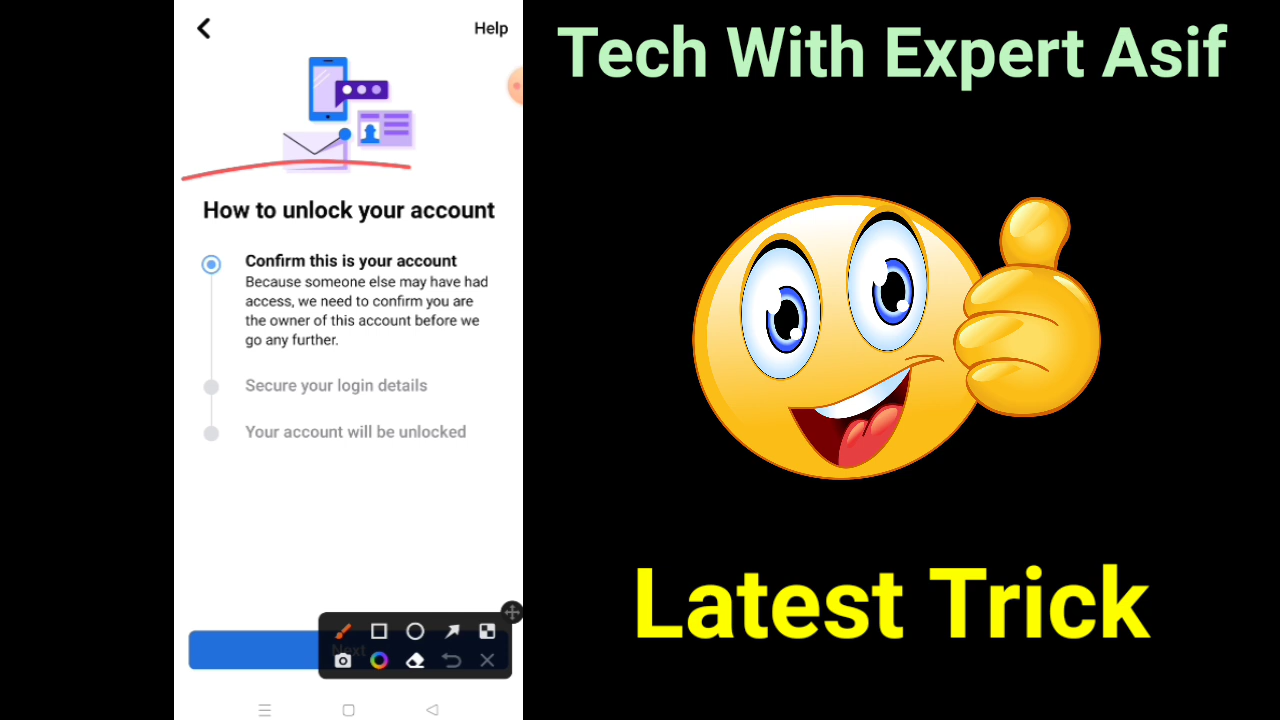 Help
How to unlock your account
Confirm this is your account
Because someone else may have had
access, we need to confirm you are
the owner of this account before we
go any further.
Secure your login details
Your account will be unlocked
Next
Tech With Expert Asif
Latest Trick